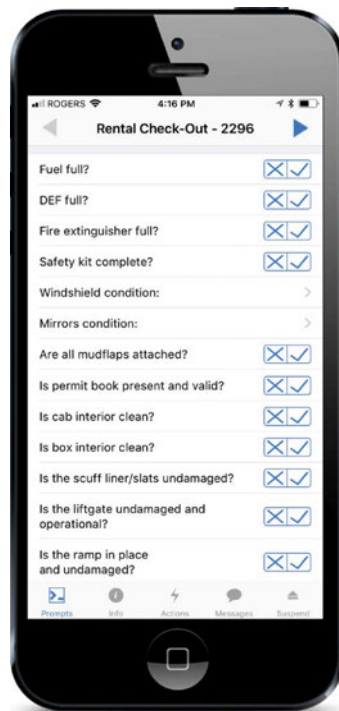 ROGERS 4:16 PM
Rental Check-Out - 2296
Fuel full?
DEF full?
Fire extinguisher full?
Safety kit complete?
Windshield condition:
Mirrors condition:
Are all mudflaps attached?
Is permit book present and valid?
Is cab interior clean?
Is box interior clean?
Is the scuff liner/slats undamaged?
Is the liftgate undamaged and
operational?
Is the ramp in place
and undamaged?
Prompts Info Actions Messages Suspend